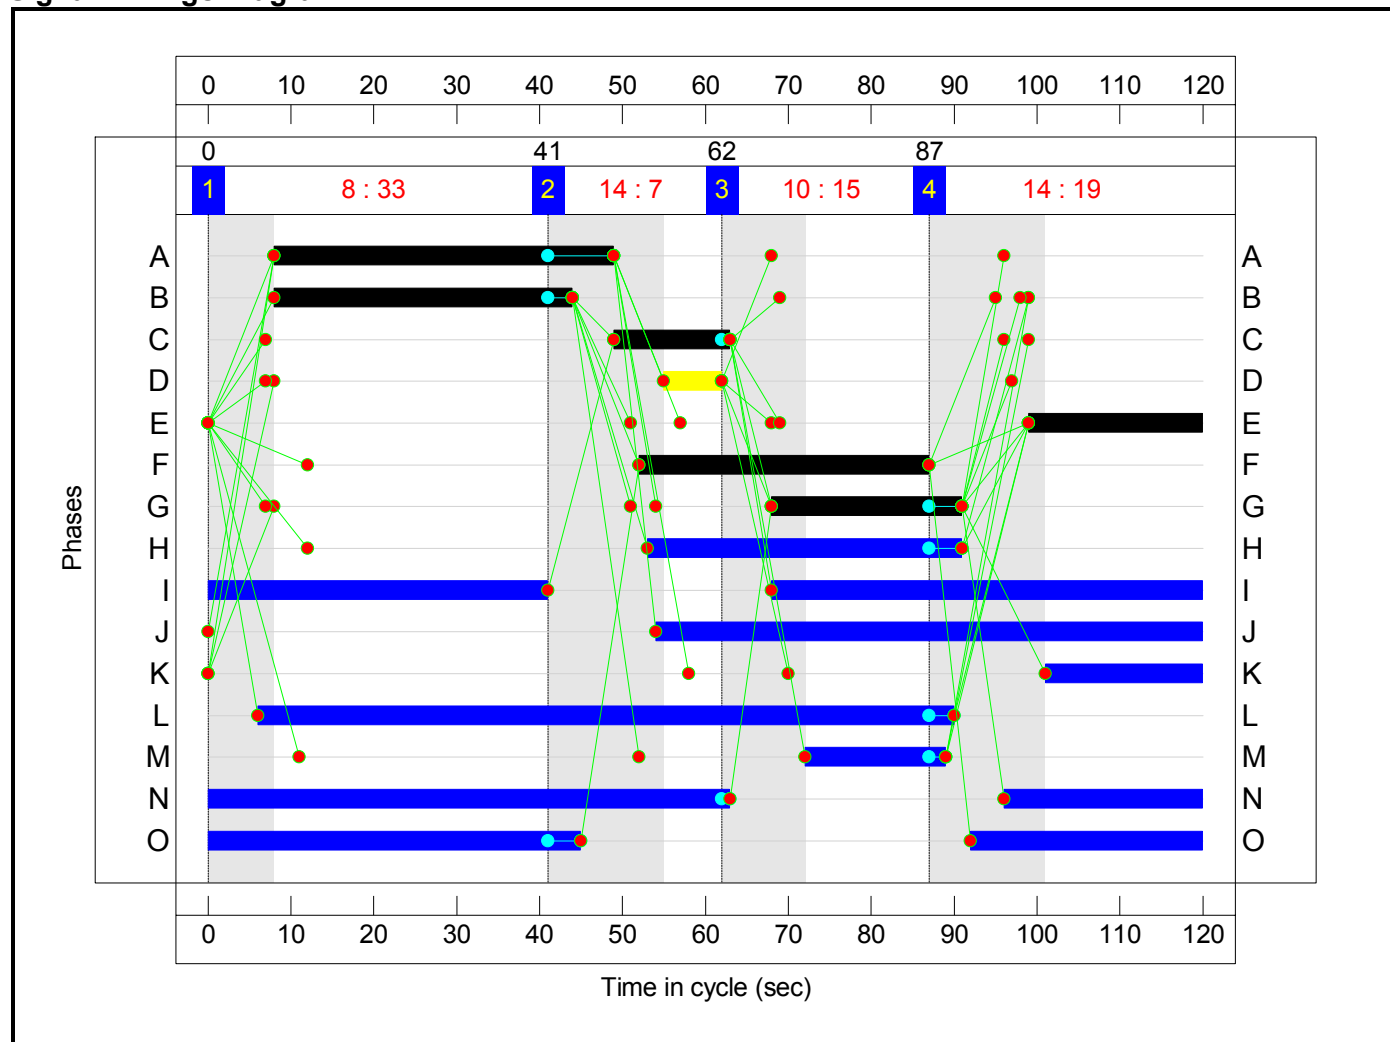 0 10 20 30 40 50 60 70 80 90 100 110 120
0 41 62 87
1 8 : 33 2 14 : 7 3 10 : 15 4 14 : 19
A A
B B
C C
D D
E E
F F
G G
Phases
H H
I I
J J
K K
L L
M M
N N
O O
0 10 20 30 40 50 60 70 80 90 100 110 120
Time in cycle (sec)